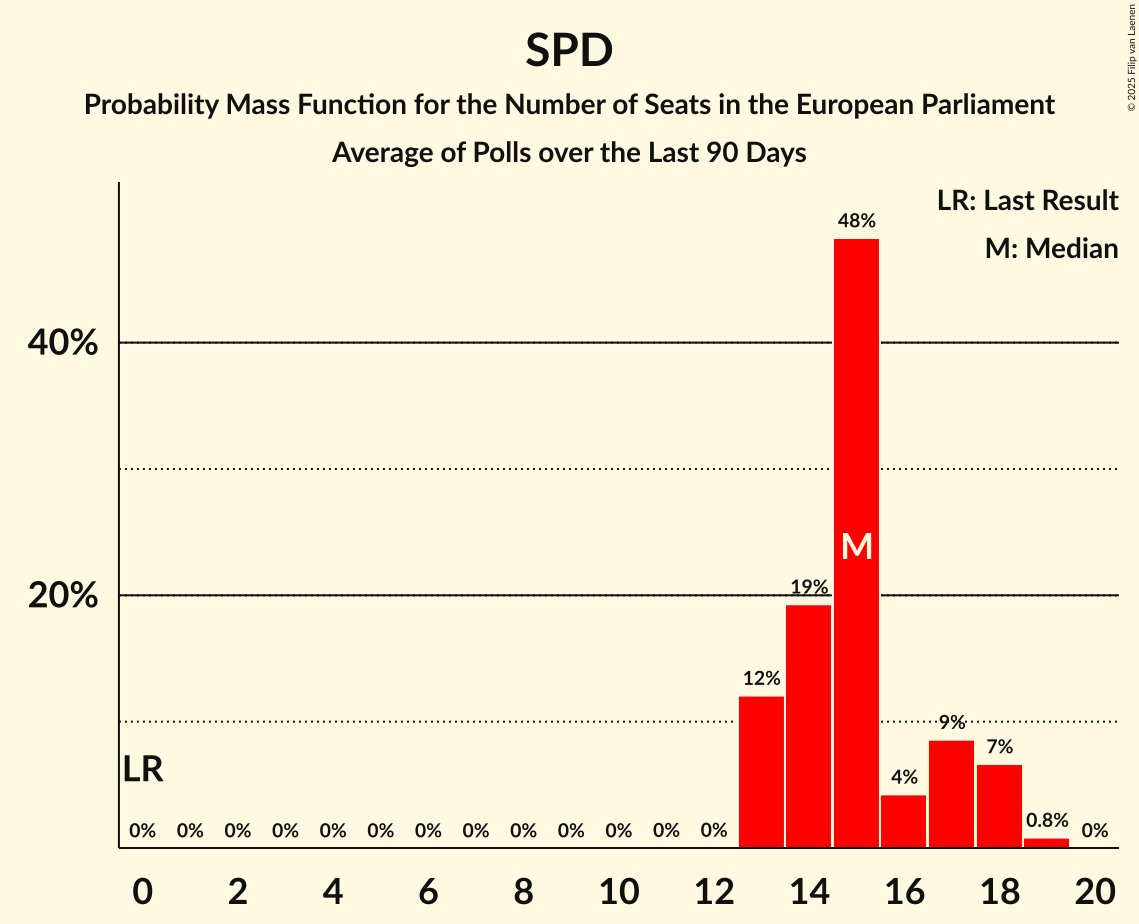 SPD
Probability Mass Function for the Number of Seats in the European Parliament
Average of Polls over the Last 90 Days
© 2025 Filip van Laenen
LR: Last Result
M: Median
48%
40%
M
20%
19%
12%
9%
7%
4%
0.8%
LR
0% 0% 0% 0% 0% 0% 0% 0% 0% 0% 0% 0% 0% 0%
0 2 4 6 8 10 12 14 16 18 20